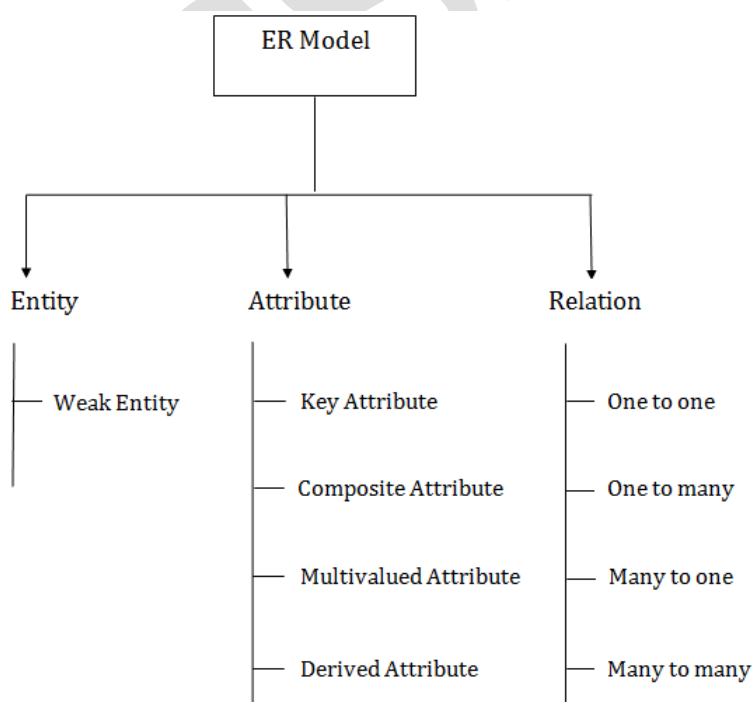 ER Model
Entity
Attribute
Relation
Weak Entity
Key Attribute
One to one
Composite Attribute
One to many
Multivalued Attribute
Many to one
Derived Attribute
Many to many